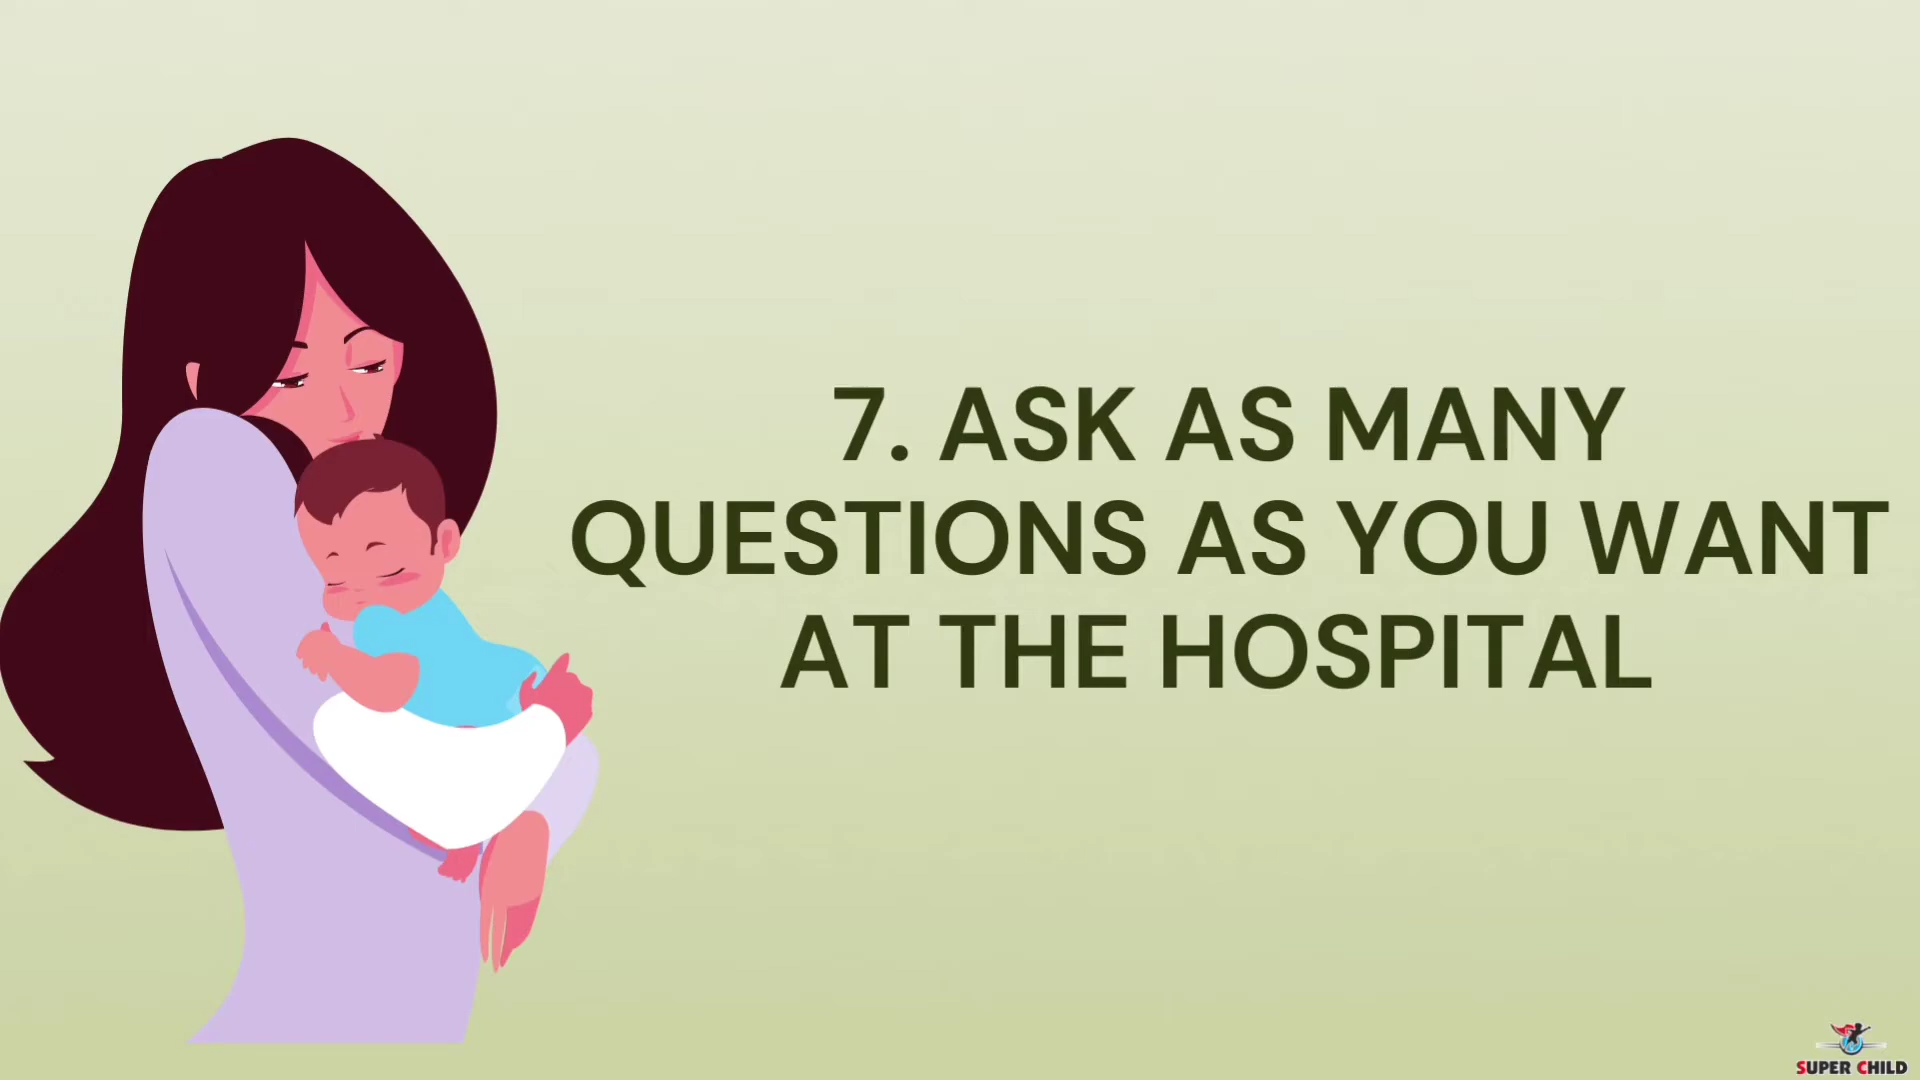 7. ASK AS MANY
QUESTIONS AS YOU WANT
AT THE HOSPITAL
SUPER CHILD